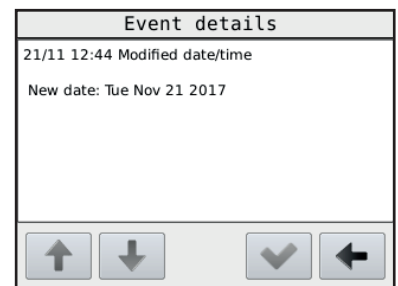 Event details
21/11 12:44 Modified date/time
New date: Tue Nov 21 2017